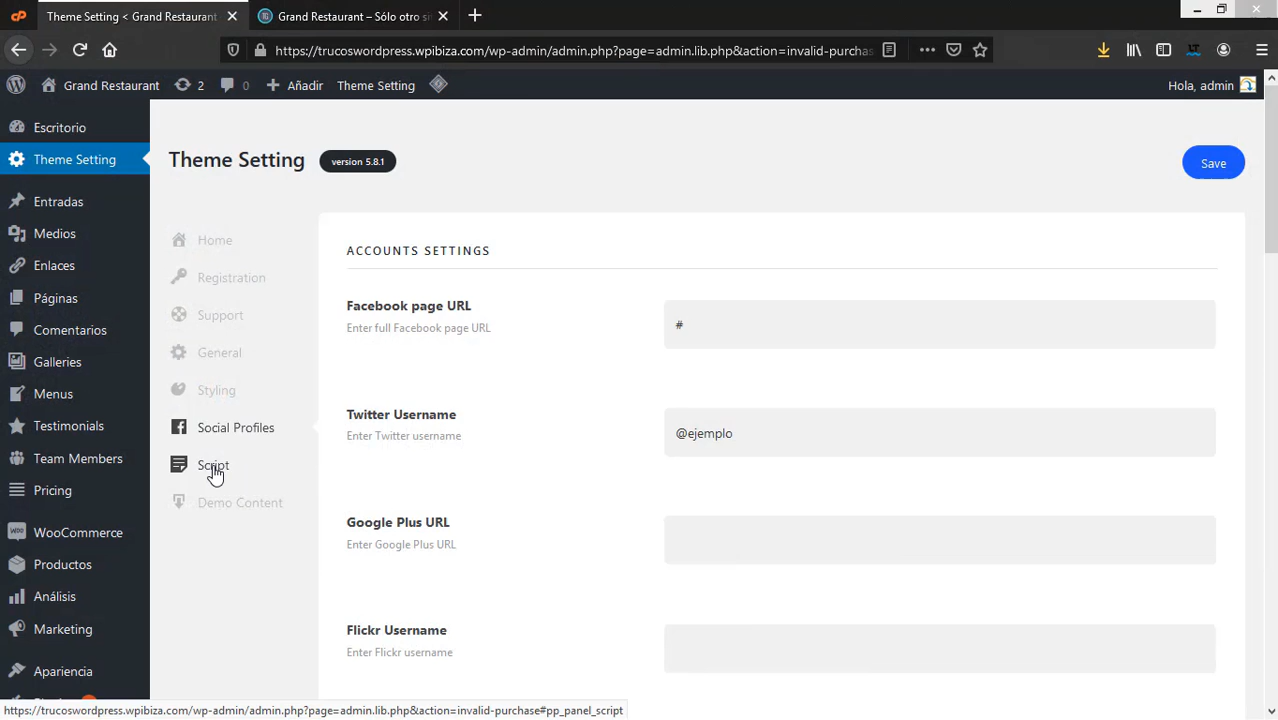 Theme Setting < Grand Restaurant
Grand Restaurant – Sólo otro si
https://trucoswordpress.wpibiza.com/wp-admin/admin.php?page=admin.lib.php&action=invalid-purchas
Grand Restaurant 2 0 Añadir Theme Setting Hola, admin
Escritorio
Theme Setting
Entradas
Medios
Enlaces
Páginas
Comentarios
Galleries
Menus
Testimonials
Team Members
Pricing
WooCommerce
Productos
Análisis
Marketing
Apariencia
Theme Setting version 5.8.1 Save
Home
Registration
Support
General
Styling
Social Profiles
Script
Demo Content
ACCOUNTS SETTINGS
Facebook page URL
Enter full Facebook page URL
#
Twitter Username
Enter Twitter username
@ejemplo
Google Plus URL
Enter Google Plus URL
Flickr Username
Enter Flickr username
https://trucoswordpress.wpibiza.com/wp-admin/admin.php?page=admin.lib.php&action=invalid-purchase#pp_panel_script